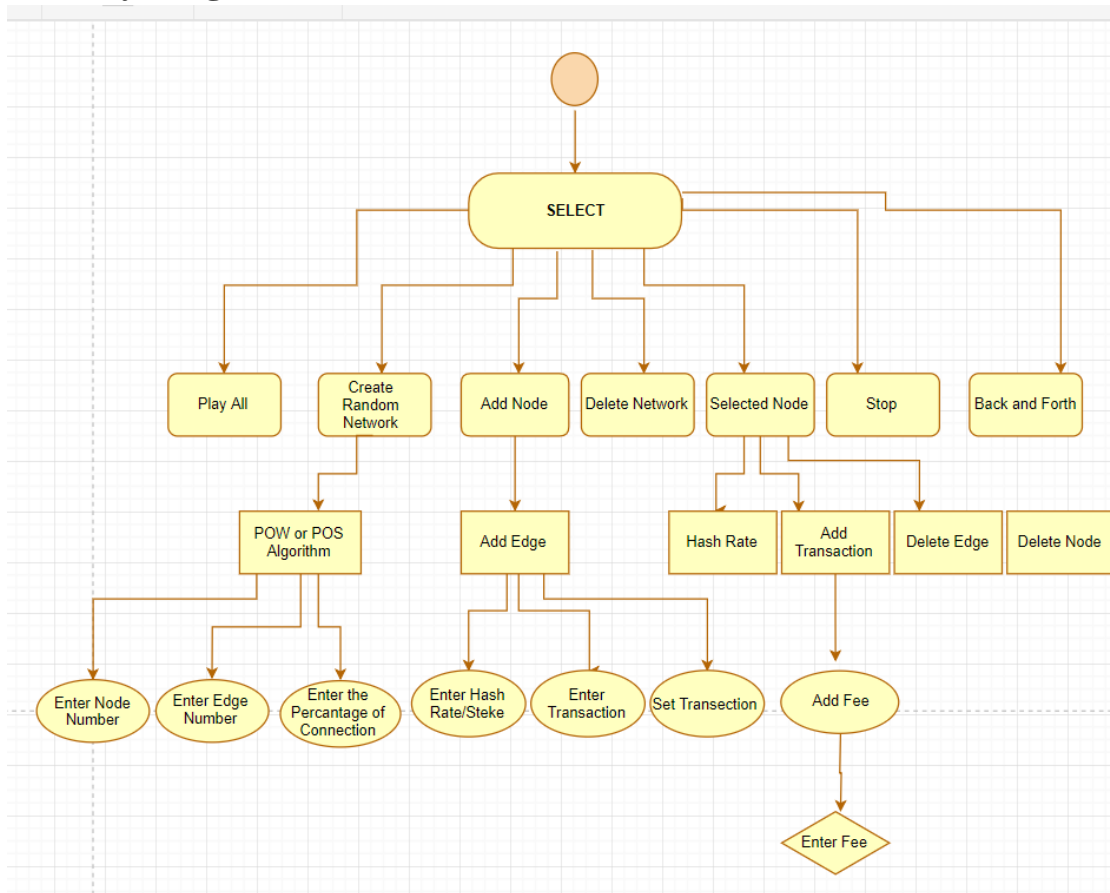 SELECT
Play All
Create
Random
Network
Add Node
Delete Network
Selected Node
Stop
Back and Forth
POW or POS
Algorithm
Add Edge
Hash Rate
Add
Transaction
Delete Edge
Delete Node
Enter Node
Number
Enter Edge
Number
Enter the
Percantage of
Connection
Enter Hash
Rate/Steke
Enter
Transaction
Set Transection
Add Fee
Enter Fee